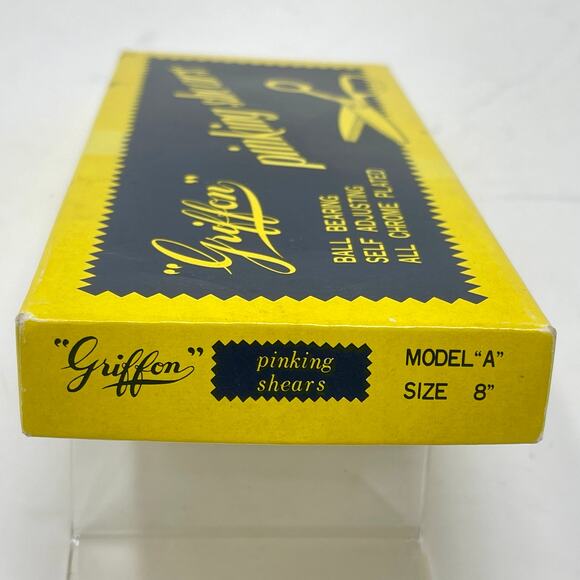 "Griffon" pinking shears
BALL BEARING
SELF ADJUSTING
ALL CHROME PLATED
"Griffon"
pinking
shears
MODEL "A"
SIZE 8"